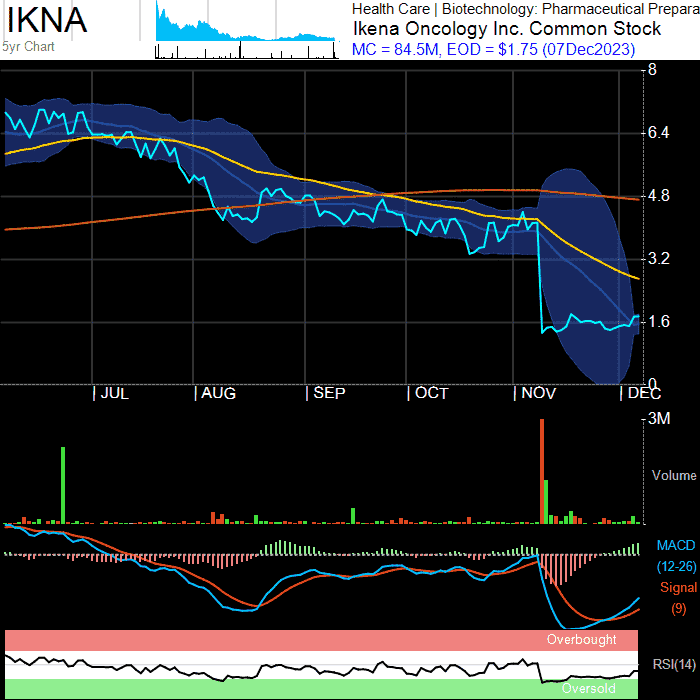 IKNA
5yr Chart
Health Care | Biotechnology: Pharmaceutical Prepara
Ikena Oncology Inc. Common Stock
MC = 84.5M, EOD = $1.75 (07Dec2023)
8
6.4
4.8
3.2
1.6
0
| JUL | AUG | SEP | OCT | NOV | DEC
3M
Volume
MACD
(12-26)
Signal
(9)
Overbought
RSI(14)
Oversold